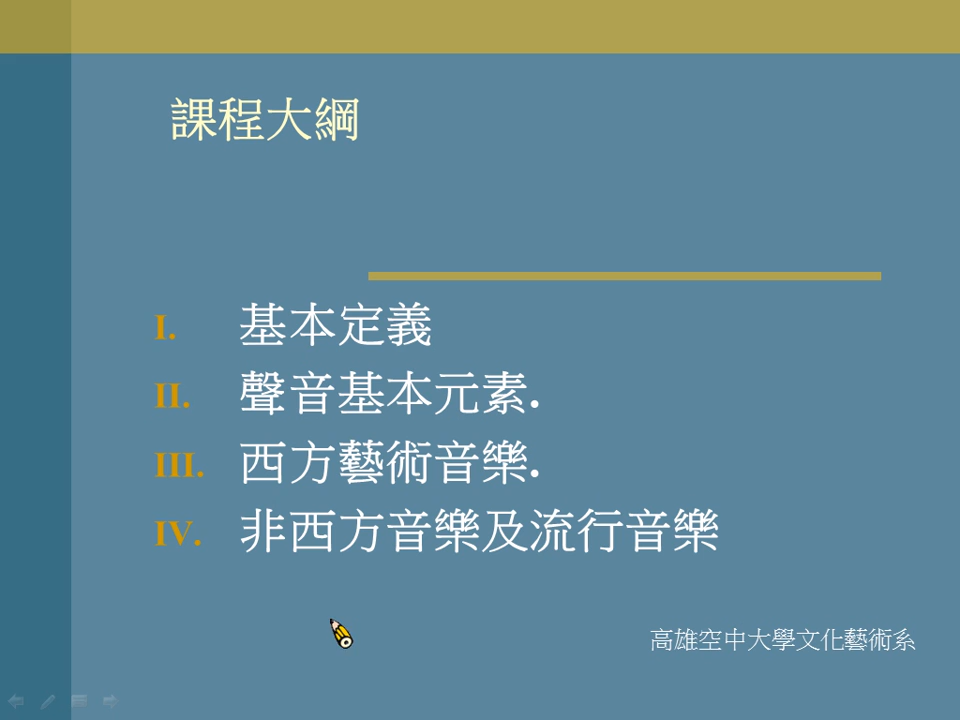 課程大綱
I. 基本定義
II. 聲音基本元素.
III. 西方藝術音樂.
IV. 非西方音樂及流行音樂
高雄空中大學文化藝術系